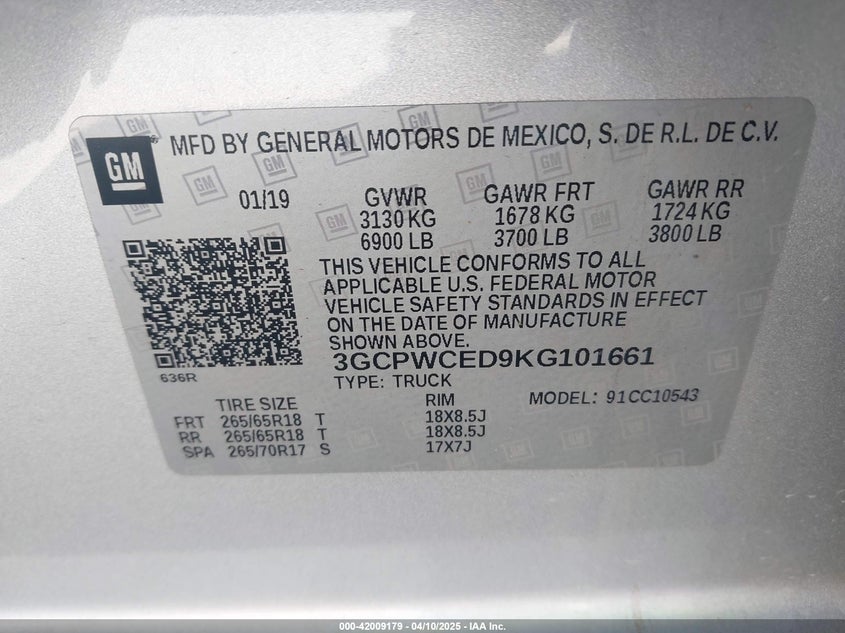 GM
MFD BY GENERAL MOTORS DE MEXICO, S. DE R.L. DE C.V.
01/19 GVWR GAWR FRT GAWR RR
3130 KG 1678 KG 1724 KG
6900 LB 3700 LB 3800 LB
THIS VEHICLE CONFORMS TO ALL
APPLICABLE U.S. FEDERAL MOTOR
VEHICLE SAFETY STANDARDS IN EFFECT
ON THE DATE OF MANUFACTURE
SHOWN ABOVE.
3GCPWCED9KG101661
636R
TYPE: TRUCK
TIRE SIZE RIM MODEL: 91CC10543
FRT 265/65R18 T 18X8.5J
RR 265/65R18 T 18X8.5J
SPA 265/70R17 S 17X7J
000-42009179 - 04/10/2025 - IAA Inc.